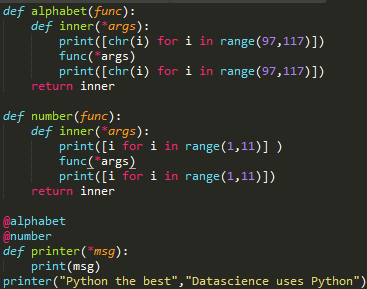 def alphabet(func):
    def inner(*args):
        print([chr(i) for i in range(97,117)])
        func(*args)
        print([chr(i) for i in range(97,117)])
    return inner

def number(func):
    def inner(*args):
        print([i for i in range(1,11)] )
        func(*args)
        print([i for i in range(1,11)])
    return inner

@alphabet
@number
def printer(*msg):
    print(msg)
printer("Python the best","Datascience uses Python")